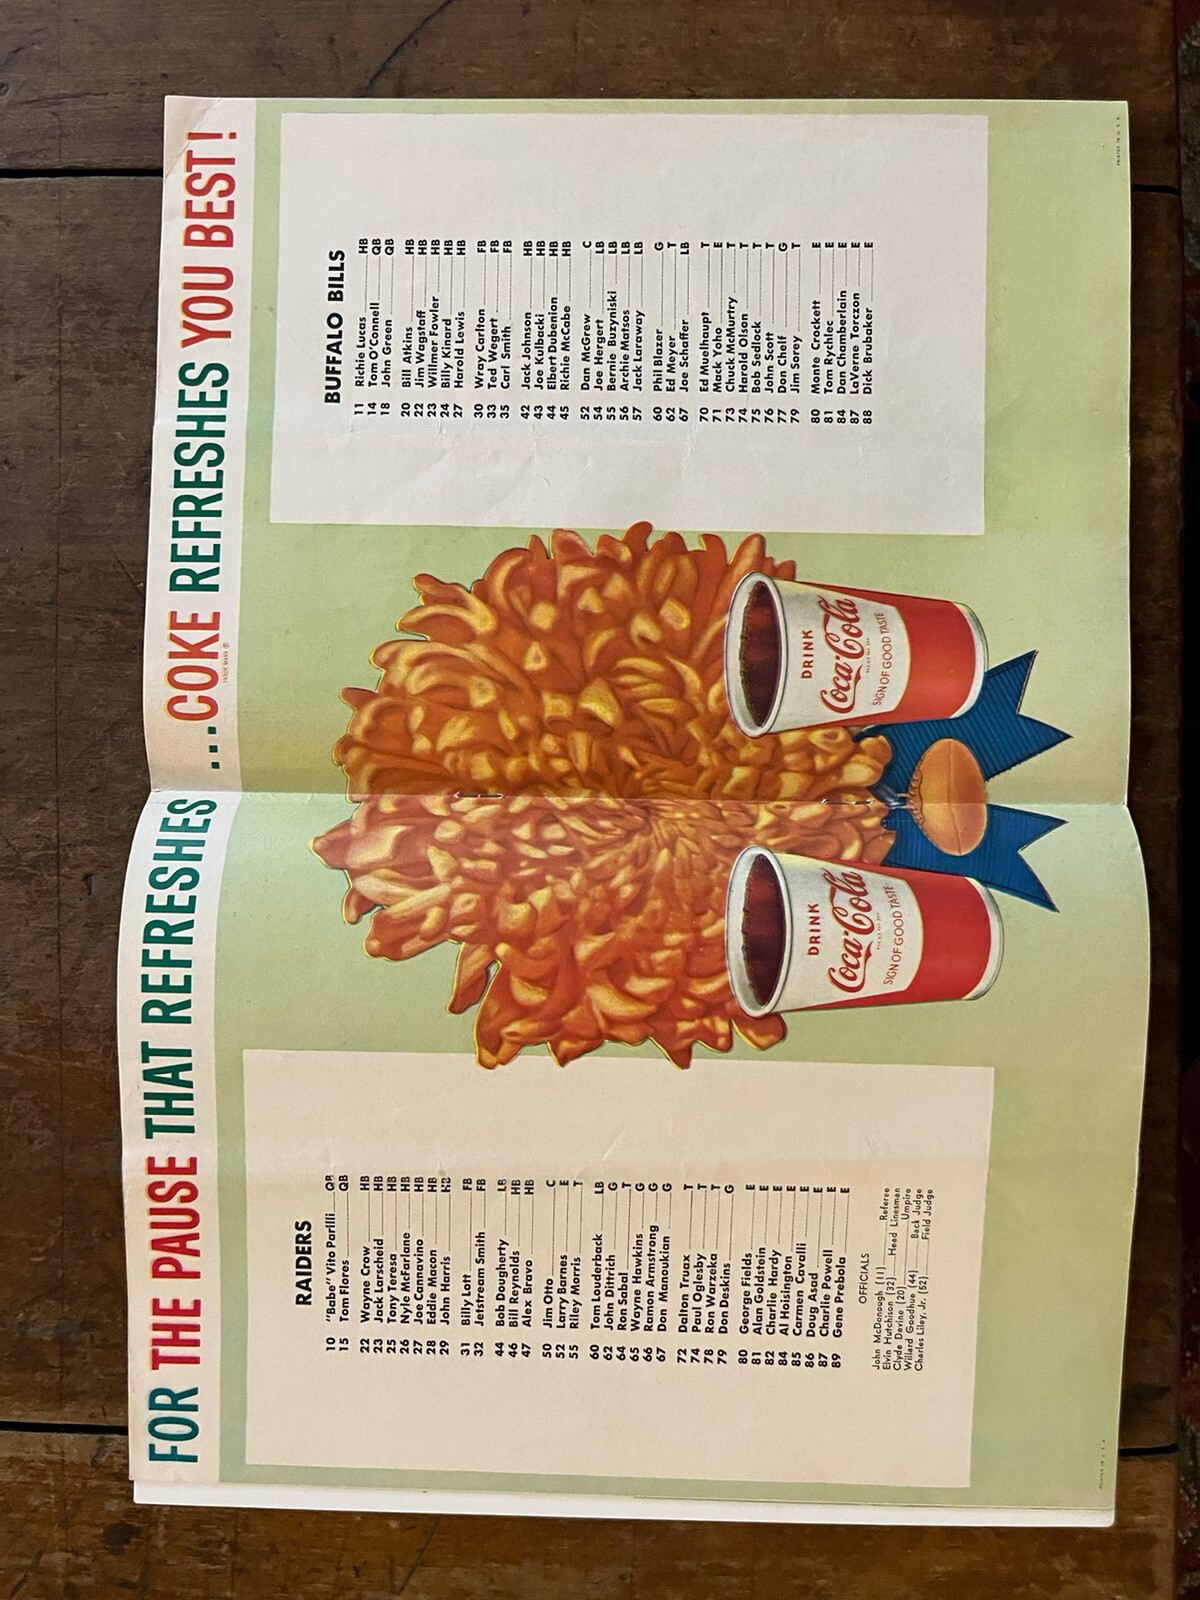 FOR THE PAUSE THAT REFRESHES ...COKE REFRESHES YOU BEST!
TRADE MARK ®
RAIDERS
10 "Babe" Vito Parilli QB
15 Tom Flores QB
22 Wayne Crow HB
23 Jack Larscheid HB
25 Tony Teresa HB
26 Nyle McFarlane HB
27 Joe Cannavino HB
28 Eddie Macon HB
29 John Harris HB
31 Billy Lott FB
32 Jetstream Smith FB
44 Bob Dougherty LB
46 Bill Reynolds HB
47 Alex Bravo HB
50 Jim Otto C
52 Larry Barnes E
55 Riley Morris T
60 Tom Louderback LB
62 John Dittrich G
64 Ron Sabal T
65 Wayne Hawkins G
66 Ramon Armstrong G
67 Don Manoukian G
72 Dalton Truax T
74 Paul Oglesby T
78 Ron Warzeka T
79 Don Deskins G
80 George Fields E
81 Alan Goldstein E
82 Charlie Hardy E
84 Al Hoisington E
85 Carmen Cavalli E
86 Doug Asad E
87 Charlie Powell E
89 Gene Prebola E
OFFICIALS
John McDonough (11) Referee
Elvin Hutchison (32) Head Linesman
Clyde Devine (20) Umpire
Willard Goodhue (44) Back Judge
Charles Liley, Jr. (52) Field Judge
PRINTED IN U.S.A.
DRINK
Coca-Cola
SIGN OF GOOD TASTE
DRINK
Coca-Cola
SIGN OF GOOD TASTE
BUFFALO BILLS
11 Richie Lucas HB
14 Tom O'Connell QB
18 John Green QB
20 Bill Atkins HB
22 Jim Wagstaff HB
23 Willmer Fowler HB
24 Billy Kinard HB
27 Harold Lewis HB
30 Wray Carlton FB
33 Ted Wegert FB
35 Carl Smith FB
42 Jack Johnson HB
43 Joe Kulbacki HB
44 Elbert Dubenion HB
45 Richie McCabe HB
52 Dan McGrew C
54 Joe Hergert LB
55 Bernie Buzyniski LB
56 Archie Matsos LB
57 Jack Laraway LB
60 Phil Blazer G
62 Ed Meyer T
67 Joe Schaffer LB
70 Ed Muelhaupt T
71 Mack Yoho E
73 Chuck McMurtry T
74 Harold Olson T
75 Bob Sedlock T
76 John Scott T
77 Don Chelf G
79 Jim Sorey T
80 Monte Crockett E
81 Tom Rychlec E
84 Dan Chamberlain E
87 LaVerne Torczon E
88 Dick Brubaker E
PRINTED IN U.S.A.